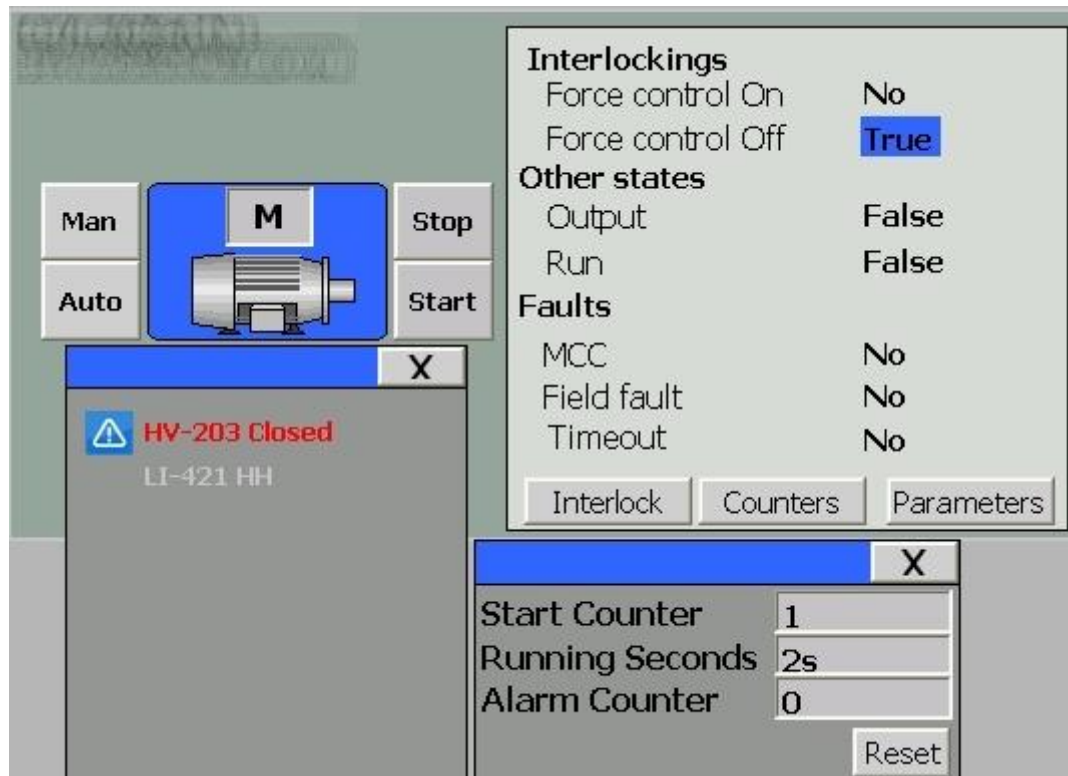 Interlockings
Force control On No
Force control Off True
Other states
Output False
Run False
Faults
MCC No
Field fault No
Timeout No
Interlock Counters Parameters
Man M Stop
Auto Start
X
HV-203 Closed
LI-421 HH
X
Start Counter 1
Running Seconds 2s
Alarm Counter 0
Reset